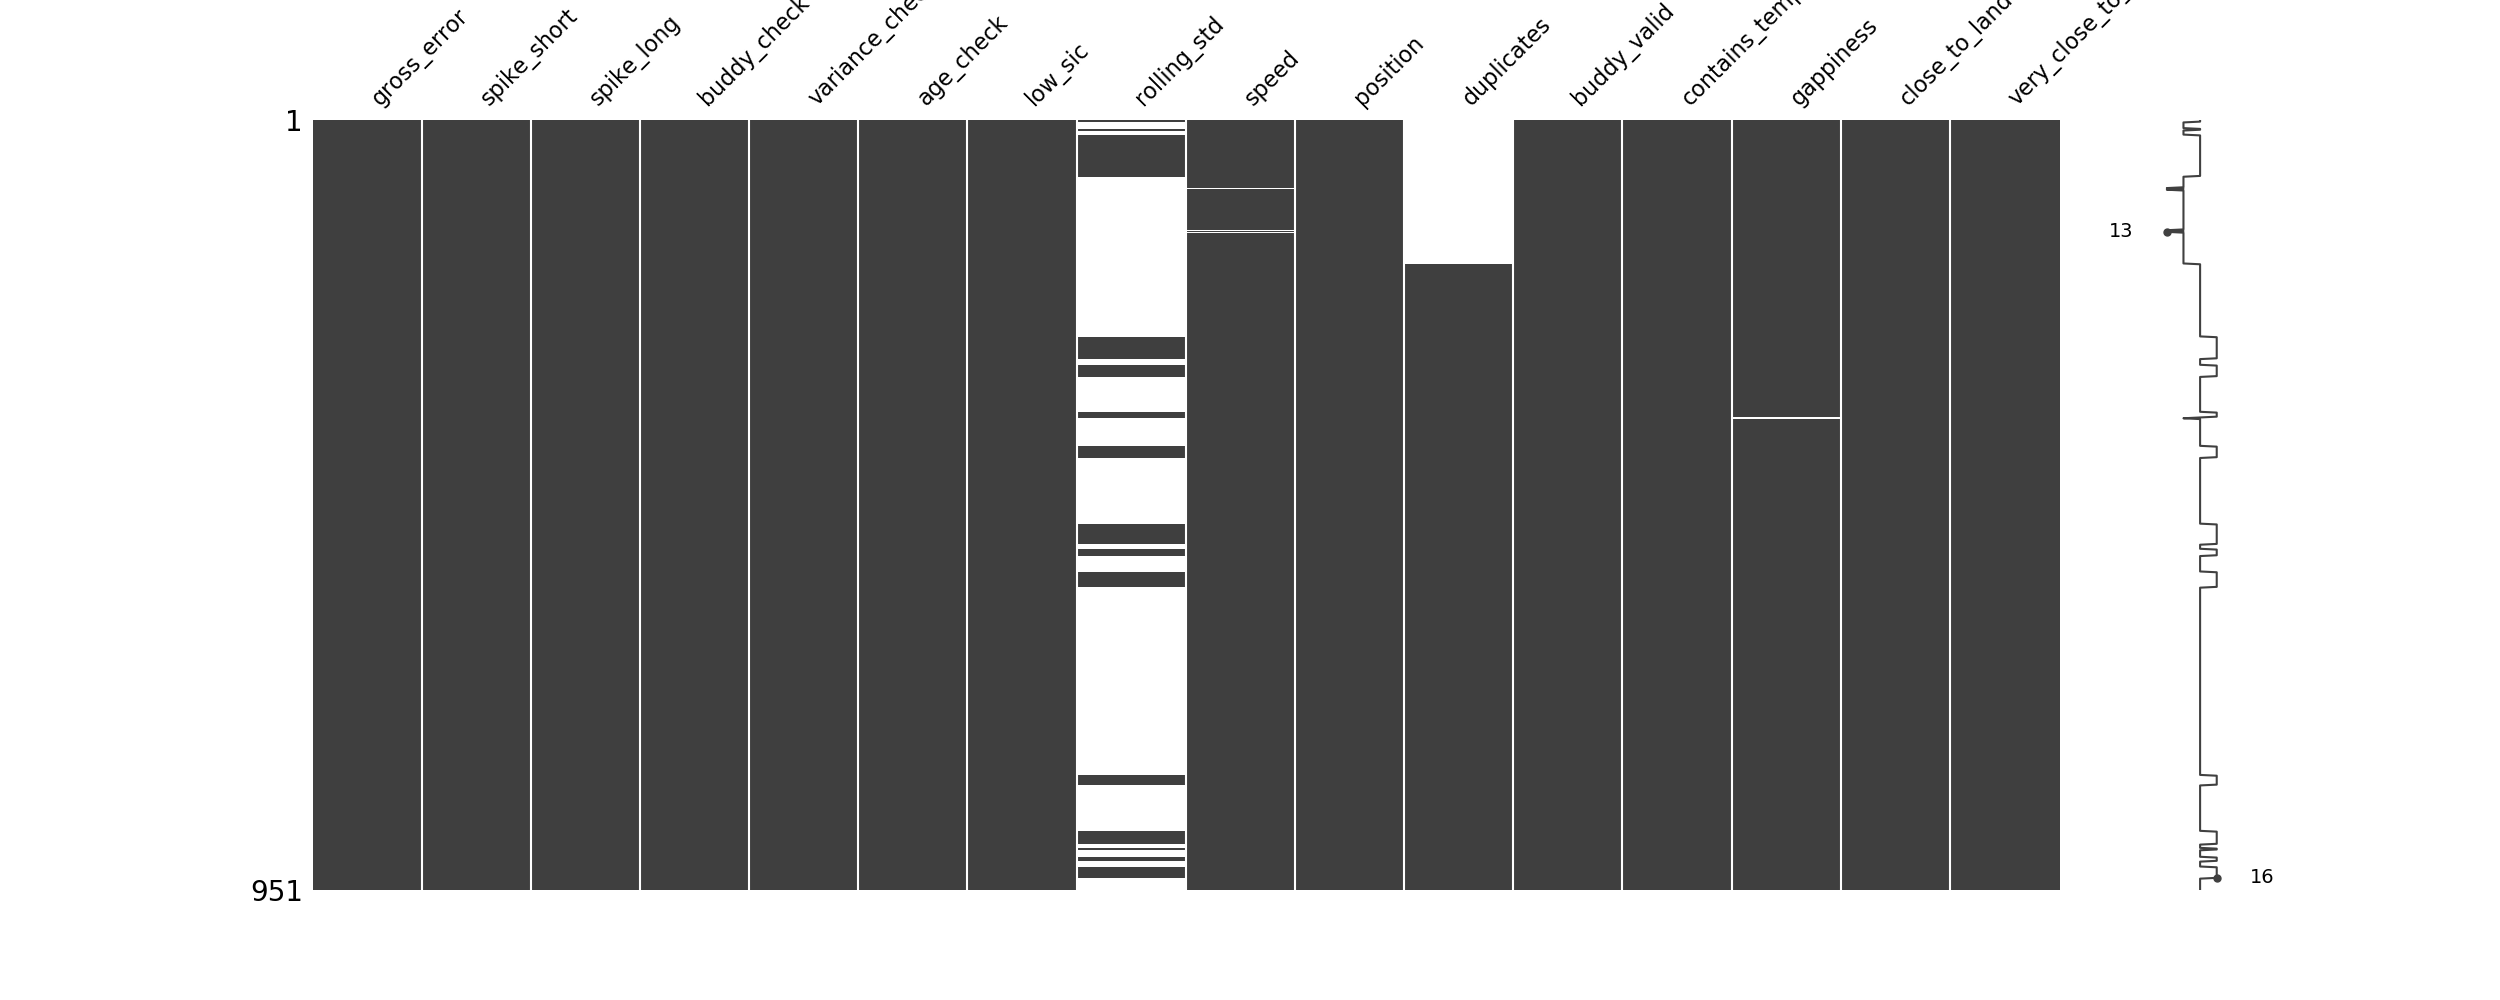 gross_error
spike_short
spike_long
buddy_check
age_check
low_sic
rolling_std
speed
position
duplicates
buddy_valid
gappiness
close_to_land
1
13
951
16